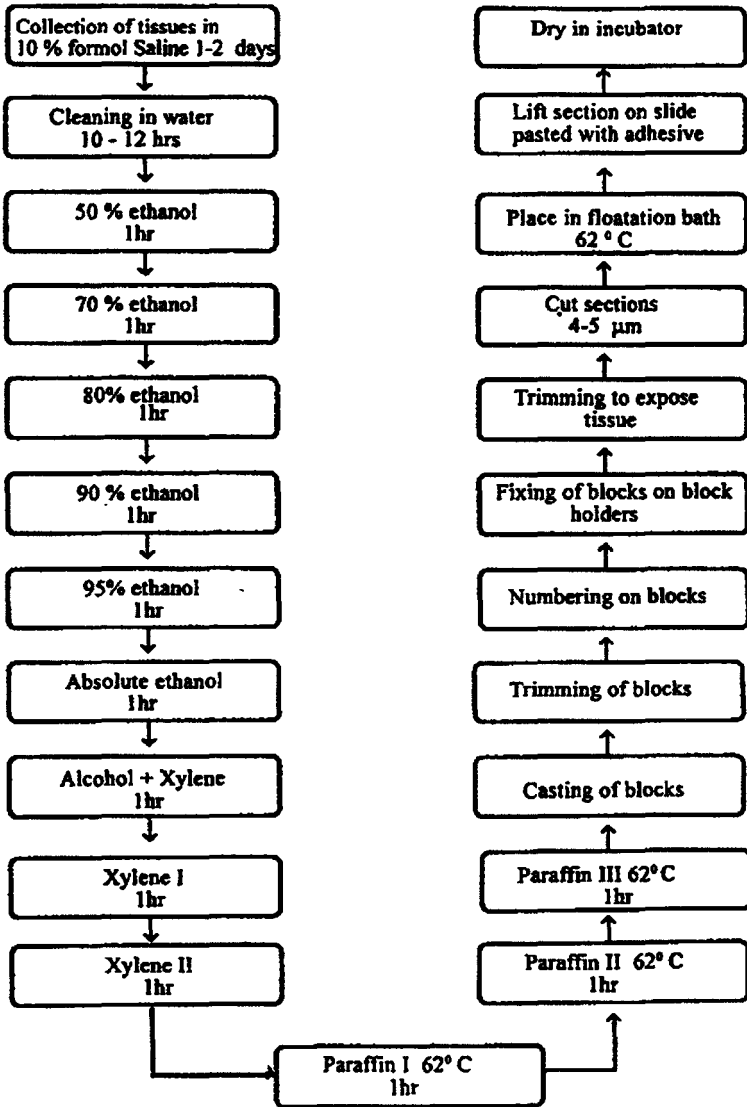 Collection of tissues in
10 % formol Saline 1-2 days
Cleaning in water
10 - 12 hrs
50 % ethanol
1hr
70 % ethanol
1hr
80% ethanol
1hr
90 % ethanol
1hr
95% ethanol
1hr
Absolute ethanol
1hr
Alcohol + Xylene
1hr
Xylene I
1hr
Xylene II
1hr
Paraffin I 62⁰ C
1hr
Paraffin II 62⁰ C
1hr
Paraffin III 62⁰ C
1hr
Casting of blocks
Trimming of blocks
Numbering on blocks
Fixing of blocks on block
holders
Trimming to expose
tissue
Cut sections
4-5 µm
Place in floatation bath
62 ⁰ C
Lift section on slide
pasted with adhesive
Dry in incubator